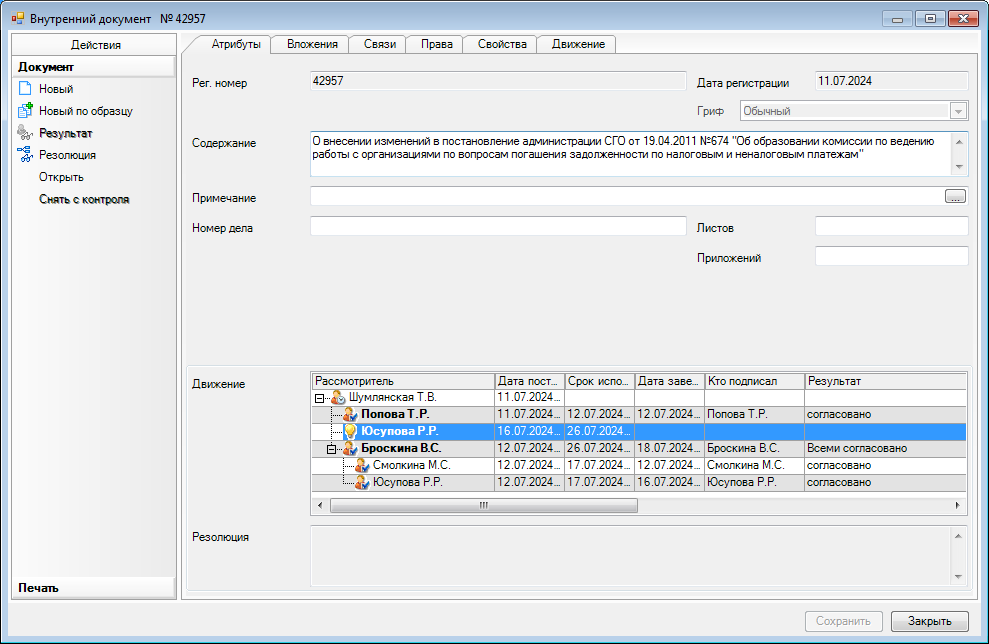 Внутренний документ № 42957
Действия
Документ
Новый
Новый по образцу
Результат
Резолюция
Открыть
Снять с контроля
Печать
Атрибуты Вложения Связи Права Свойства Движение
Рег. номер 42957 Дата регистрации 11.07.2024
Гриф Обычный
Содержание О внесении изменений в постановление администрации СГО от 19.04.2011 №674 "Об образовании комиссии по ведению
работы с организациями по вопросам погашения задолженности по налоговым и неналоговым платежам"
Примечание ...
Номер дела Листов
Приложений
Движение
Рассмотритель Дата пост... Срок испо... Дата заве... Кто подписал Результат
Шумлянская Т.В. 11.07.2024...
Попова Т.Р. 11.07.2024... 12.07.2024... 12.07.2024... Попова Т.Р. согласовано
Юсупова Р.Р. 16.07.2024... 26.07.2024...
Броскина В.С. 12.07.2024... 26.07.2024... 18.07.2024... Броскина В.С. Всеми согласовано
Смолкина М.С. 12.07.2024... 17.07.2024... 12.07.2024... Смолкина М.С. согласовано
Юсупова Р.Р. 12.07.2024... 17.07.2024... 16.07.2024... Юсупова Р.Р. согласовано
Резолюция
Сохранить Закрыть